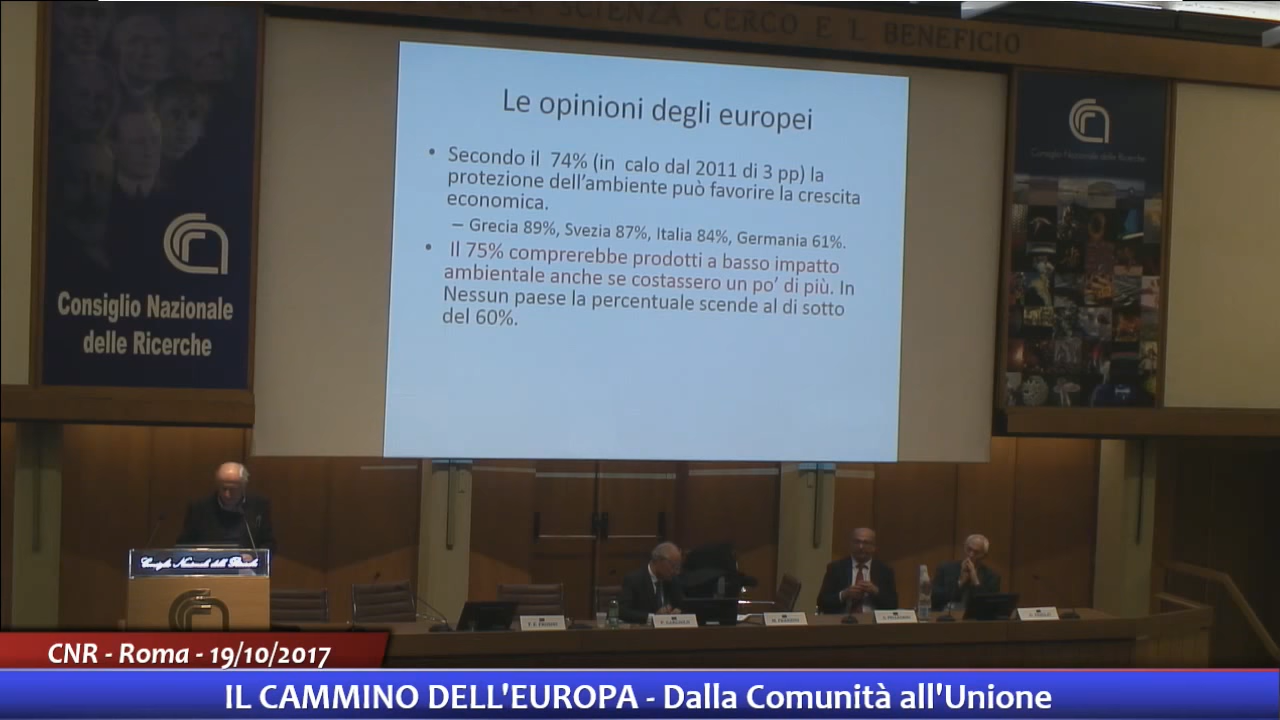 SCIENZA CERCO E L BENEFICIO
Le opinioni degli europei
• Secondo il 74% (in calo dal 2011 di 3 pp) la
protezione dell'ambiente può favorire la crescita
economica.
– Grecia 89%, Svezia 87%, Italia 84%, Germania 61%.
• Il 75% comprerebbe prodotti a basso impatto
ambientale anche se costassero un po' di più. In
Nessun paese la percentuale scende al di sotto
del 60%.
Consiglio Nazionale
delle Ricerche
Consiglio Nazionale delle Ricerche
Consiglio Nazionale delle Ricerche
CNR - Roma - 19/10/2017
IL CAMMINO DELL'EUROPA - Dalla Comunità all'Unione